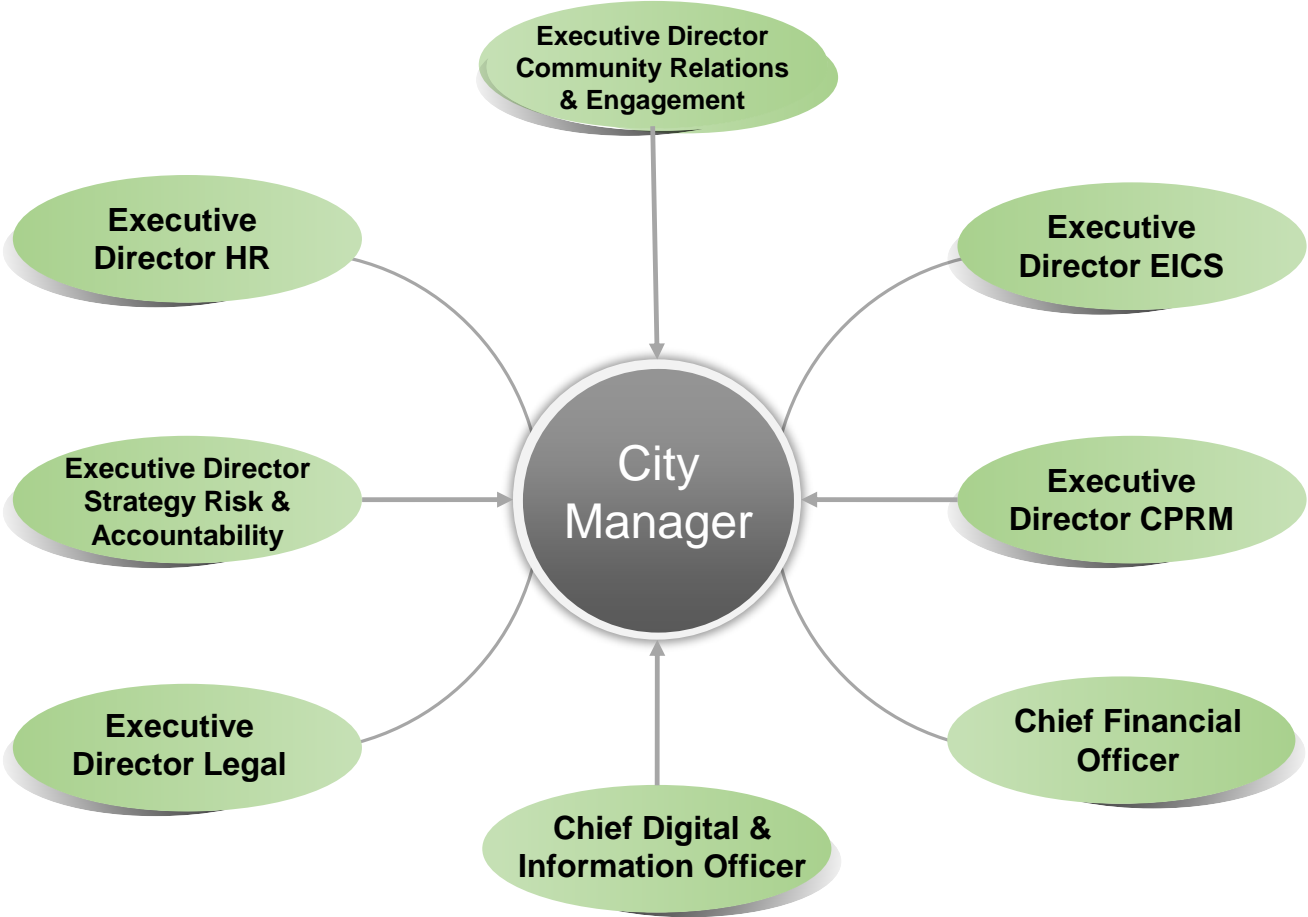 Executive Director
Community Relations
& Engagement
Executive
Director HR
Executive
Director EICS
Executive Director
Strategy Risk &
Accountability
City
Manager
Executive
Director CPRM
Executive
Director Legal
Chief Financial
Officer
Chief Digital &
Information Officer